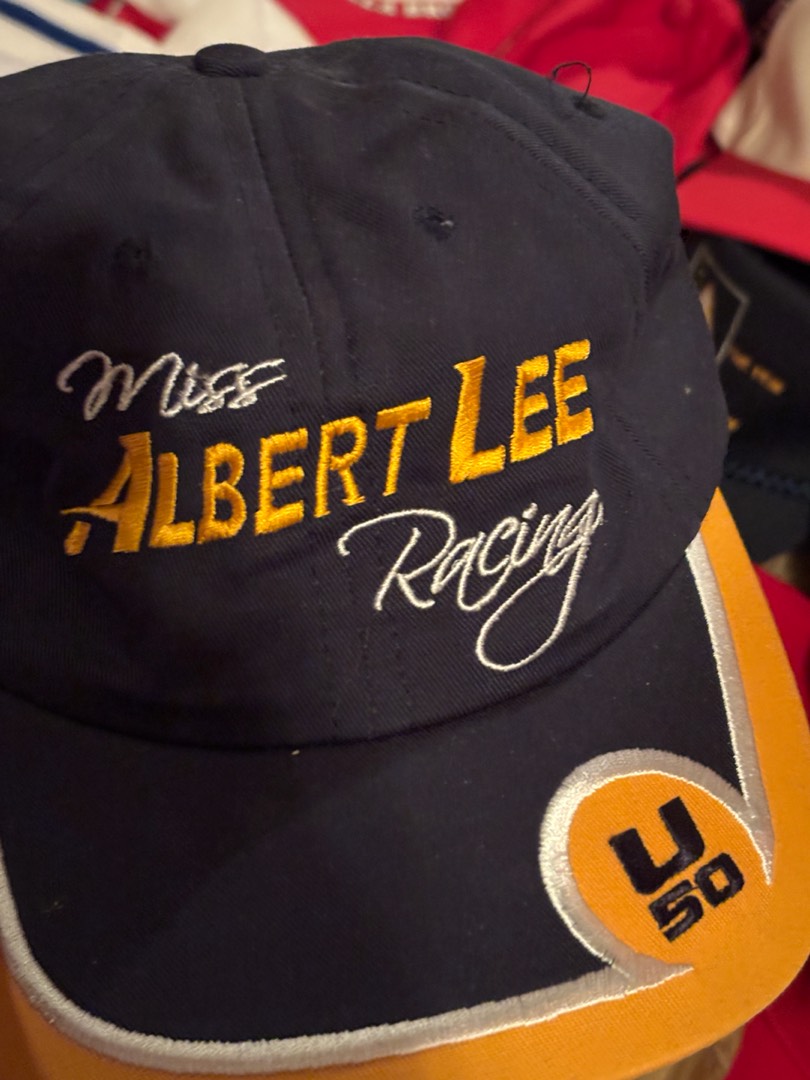 Miss
ALBERT LEE
Racing
U
50